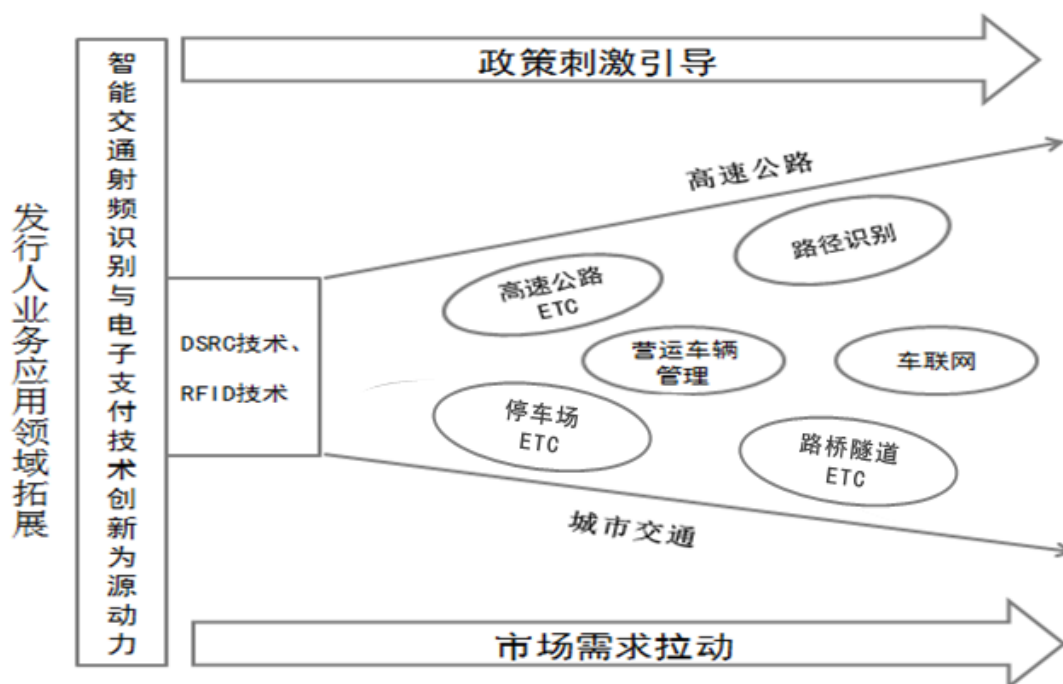 发行人业务应用领域拓展
智能交通射频识别与电子支付技术创新为源动力
政策刺激引导
DSRC技术、
RFID技术
高速公路
高速公路
ETC
路径识别
营运车辆
管理
车联网
停车场
ETC
路桥隧道
ETC
城市交通
市场需求拉动